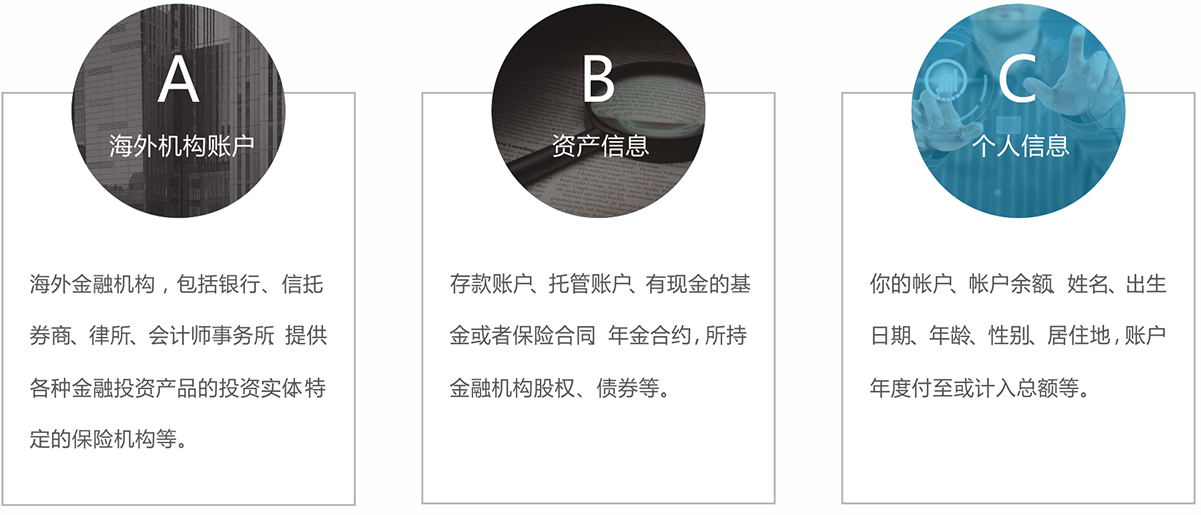 A
海外机构账户
海外金融机构，包括银行、信托
券商、律所、会计师事务所、提供
各种金融投资产品的投资实体、特
定的保险机构等。
B
资产信息
存款账户、托管账户、有现金的基
金或者保险合同、年金合约，所持
金融机构股权、债券等。
C
个人信息
你的帐户、帐户余额、姓名、出生
日期、年龄、性别、居住地，账户
年度付至或计入总额等。